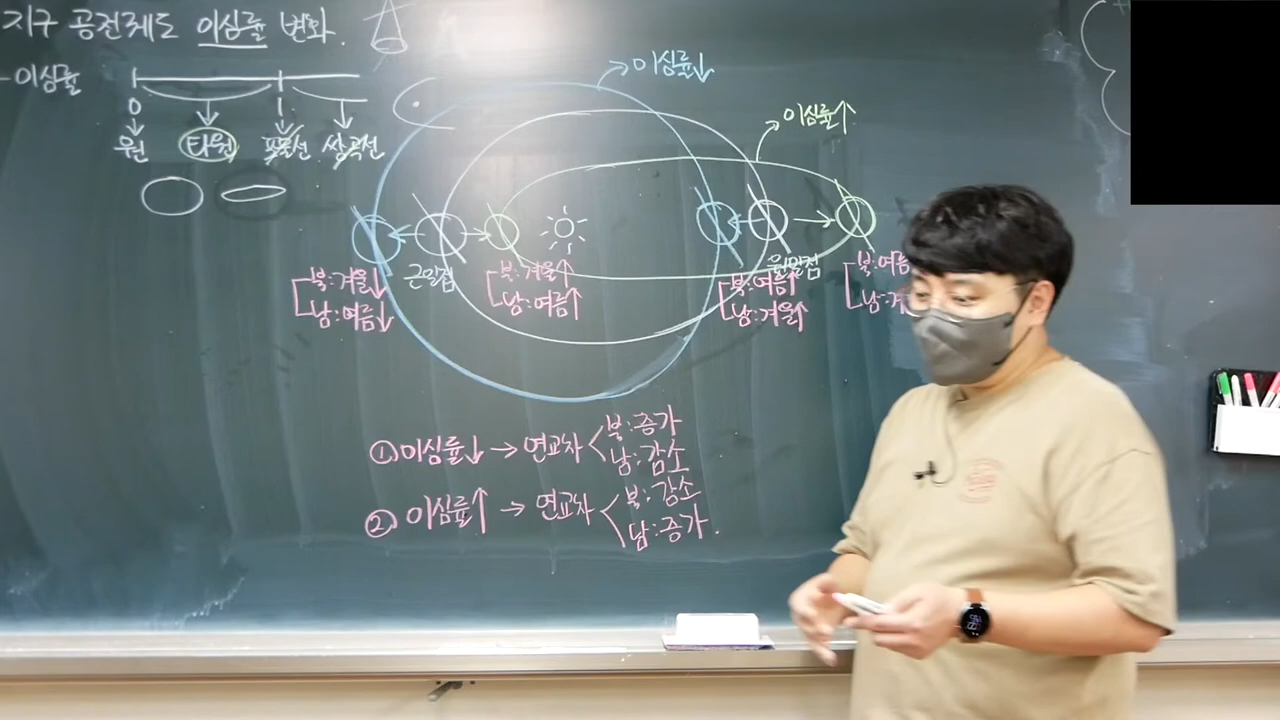 지구 공전궤도 이심률 변화.
- 이심률
0 1
원 타원 포물선 쌍곡선
이심률↓
이심률↑
근일점
원일점
북:겨울↓
남:여름↓
북:겨울↑
남:여름↑
북:여름↑
남:겨울↑
북:여름
남:
① 이심률↓ → 연교차 < 북:증가
남:감소
② 이심률↑ → 연교차 < 북:감소
남:증가.